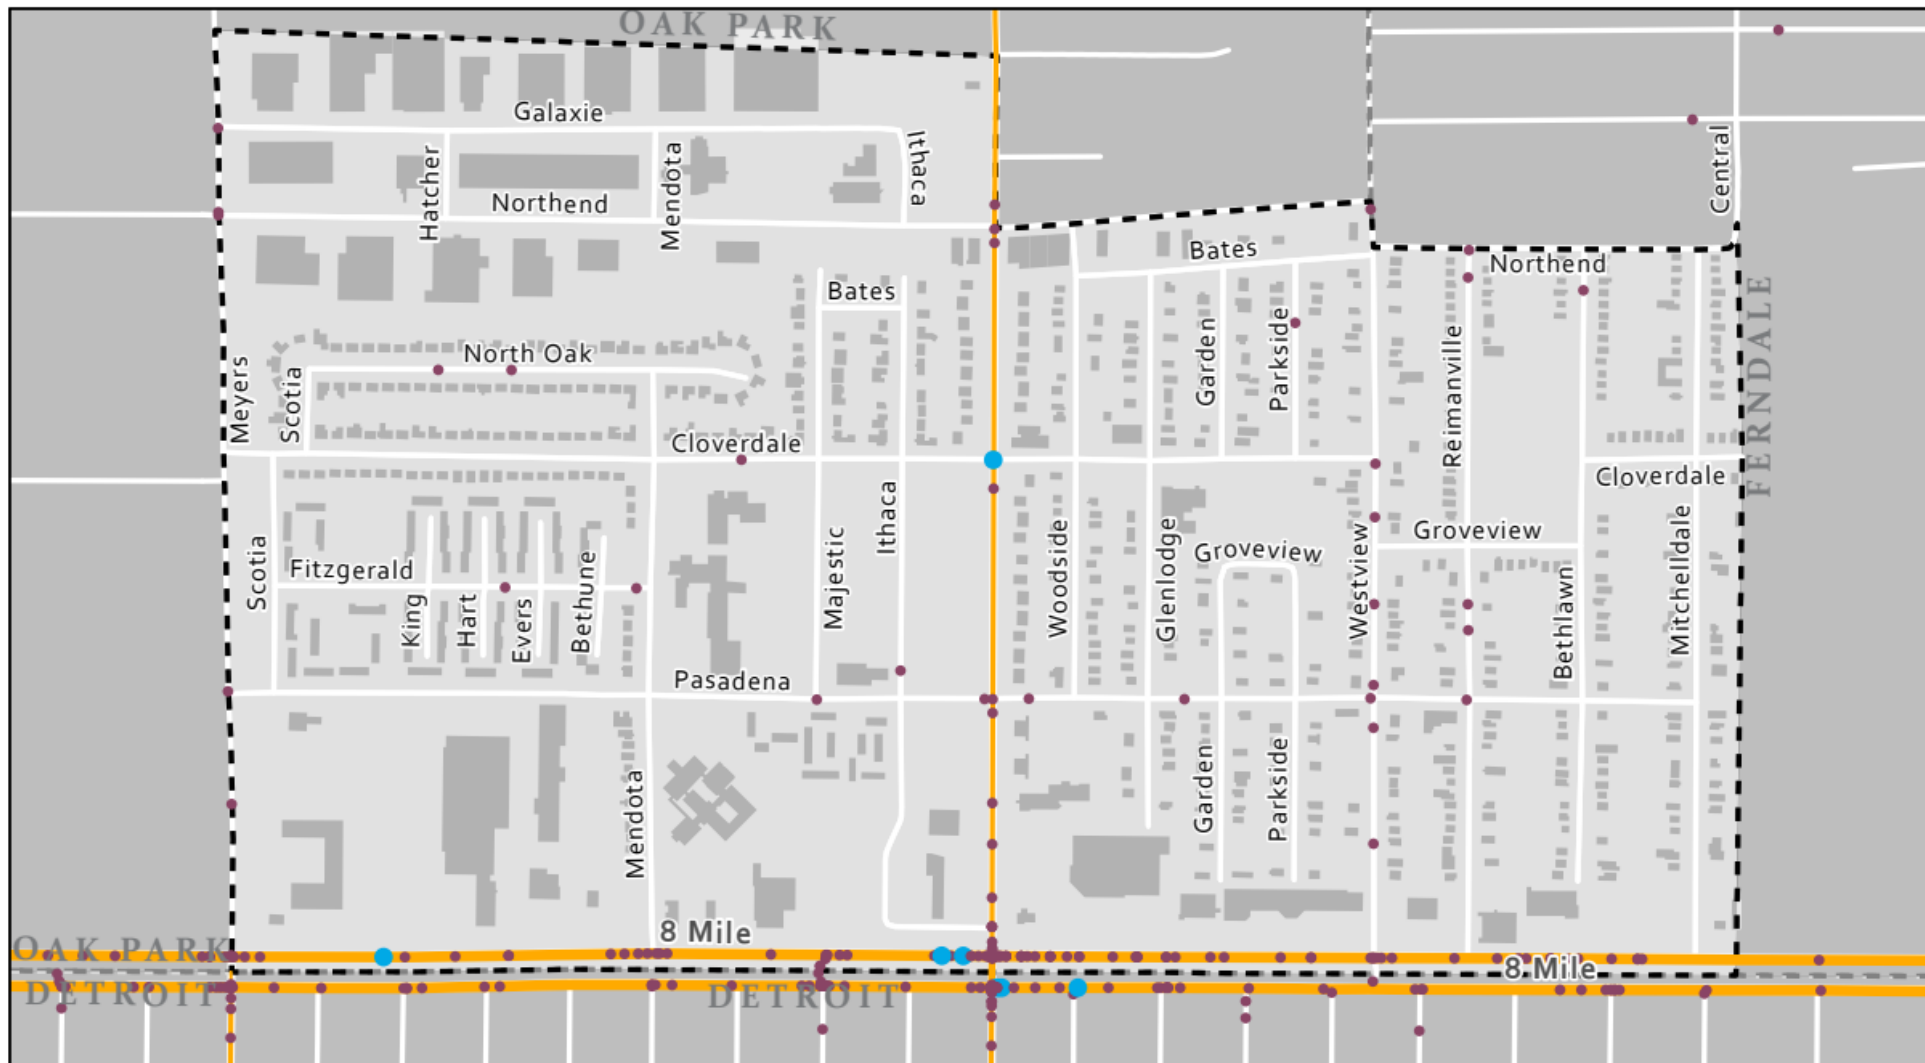 OAK PARK
Galaxie
Ithaca
Central
Hatcher
Mendota
Northend
Bates
Northend
Bates
FERNDALE
Garden
Parkside
Reimanville
North Oak
Meyers
Scotia
Cloverdale
Cloverdale
Ithaca
Mitchelldale
Woodside
Glenlodge
Westview
Groveview
Groveview
Majestic
Scotia
Fitzgerald
King
Hart
Evers
Bethune
Bethlawn
Pasadena
Garden
Parkside
Mendota
8 Mile
OAK PARK
8 Mile
DETROIT
DETROIT